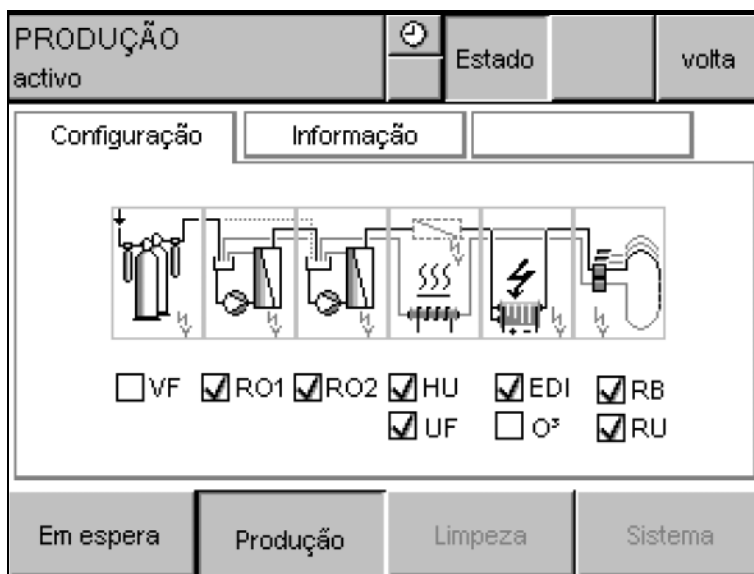 PRODUÇÃO
activo
Estado
volta
Configuração
Informação
VF RO1 RO2 HU EDI RB
UF O³ RU
Em espera
Produção
Limpeza
Sistema